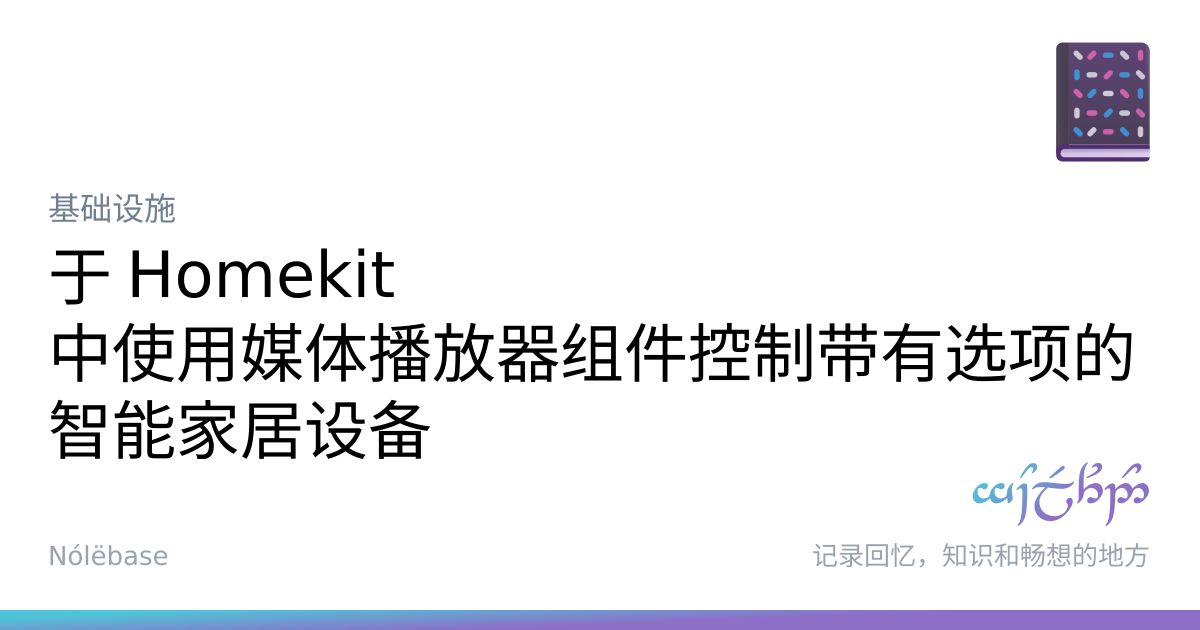 基础设施
于 Homekit
中使用媒体播放器组件控制带有选项的
智能家居设备
Nólëbase
记录回忆，知识和畅想的地方